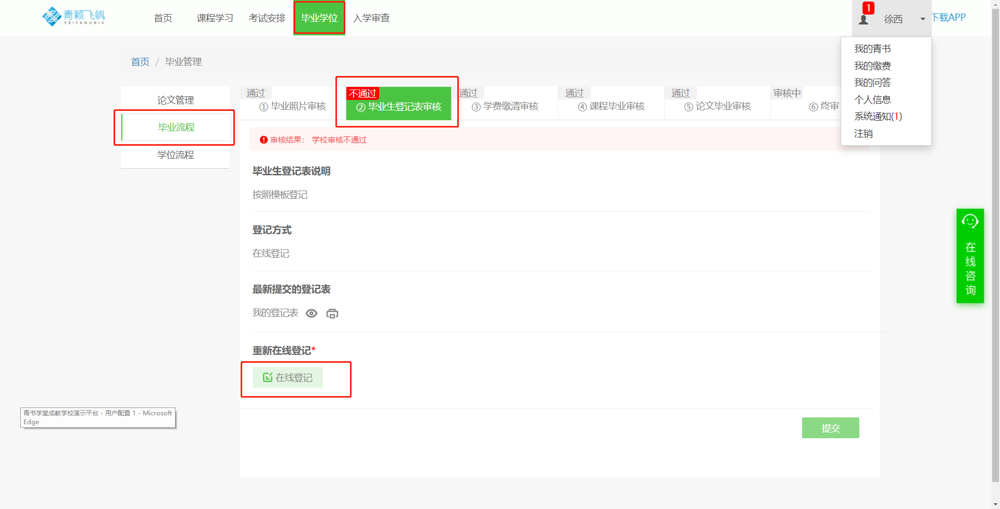 青颖飞帆
FEIFANUNIV
首页
课程学习
考试安排
毕业学位
入学审查
1
徐西
下载APP
我的青书
我的缴费
我的问答
个人信息
系统通知(1)
注销
首页 / 毕业管理
论文管理
毕业流程
学位流程
通过
① 毕业照片审核
不通过
② 毕业生登记表审核
通过
③ 学费缴清审核
通过
④ 课程毕业审核
通过
⑤ 论文毕业审核
审核中
⑥ 终审
审核结果： 学校审核不通过
毕业生登记表说明
按照模板登记
登记方式
在线登记
最新提交的登记表
我的登记表
重新在线登记*
在线登记
提交
在
线
咨
询
青书学堂成教学校演示平台 - 用户配置 1 - Microsoft
Edge